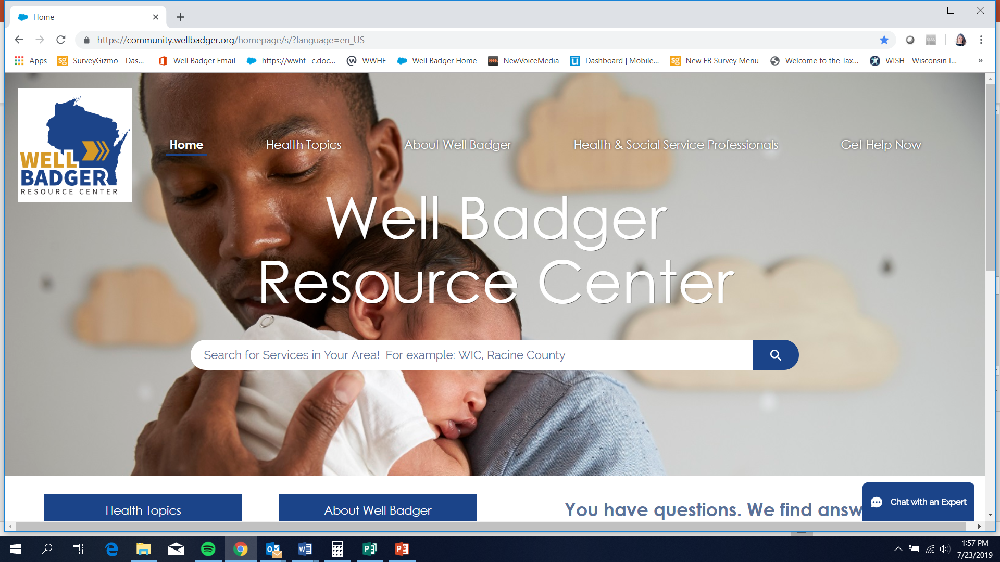 Home
https://community.wellbadger.org/homepage/s/?language=en_US
Apps
SurveyGizmo - Das...
Well Badger Email
https://wwhf--c.doc...
WWHF
Well Badger Home
NewVoiceMedia
Dashboard | Mobile...
New FB Survey Menu
Welcome to the Tax...
WISH - Wisconsin I...
»
WELL
BADGER
RESOURCE CENTER
Home
Health Topics
About Well Badger
Health & Social Service Professionals
Get Help Now
Well Badger
Resource Center
Search for Services in Your Area! For example: WIC, Racine County
Health Topics
About Well Badger
You have questions. We find answ
Chat with an Expert
1:57 PM
7/23/2019